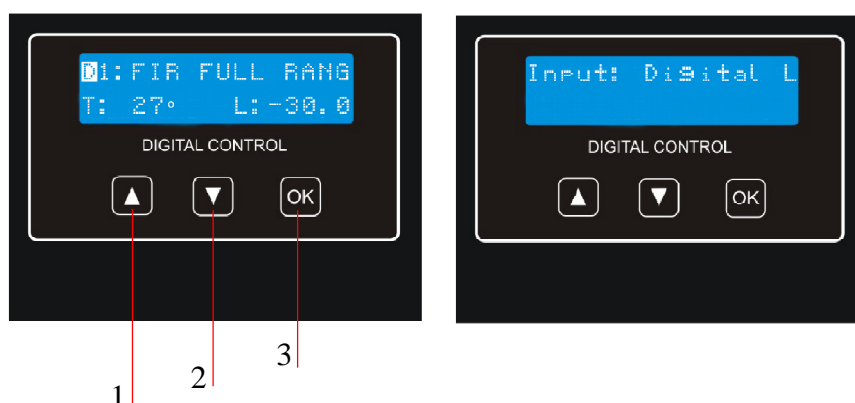 D1:FIR FULL RANG
T: 27° L:-30.0
DIGITAL CONTROL
OK
1
2
3
Input: Digital L
DIGITAL CONTROL
OK